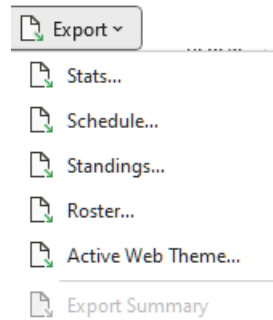 Export
Stats...
Schedule...
Standings...
Roster...
Active Web Theme...
Export Summary